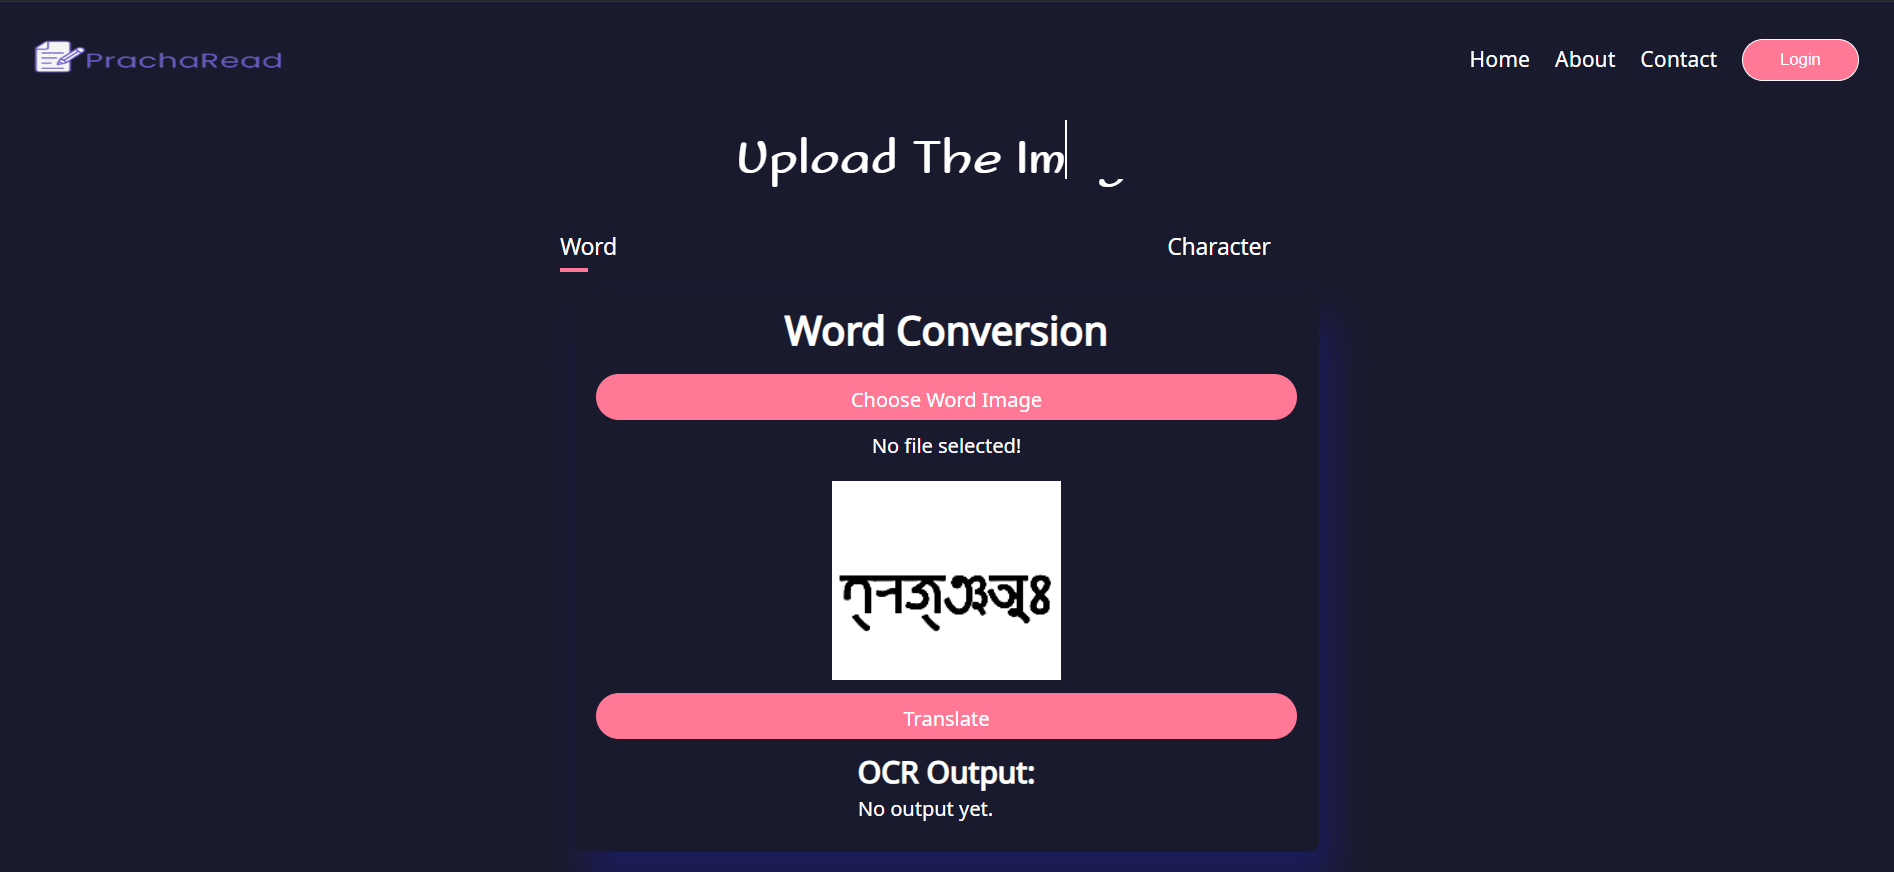 PrachaRead
Home About Contact Login
Upload The Im
Word Character
Word Conversion
Choose Word Image
No file selected!
Translate
OCR Output:
No output yet.